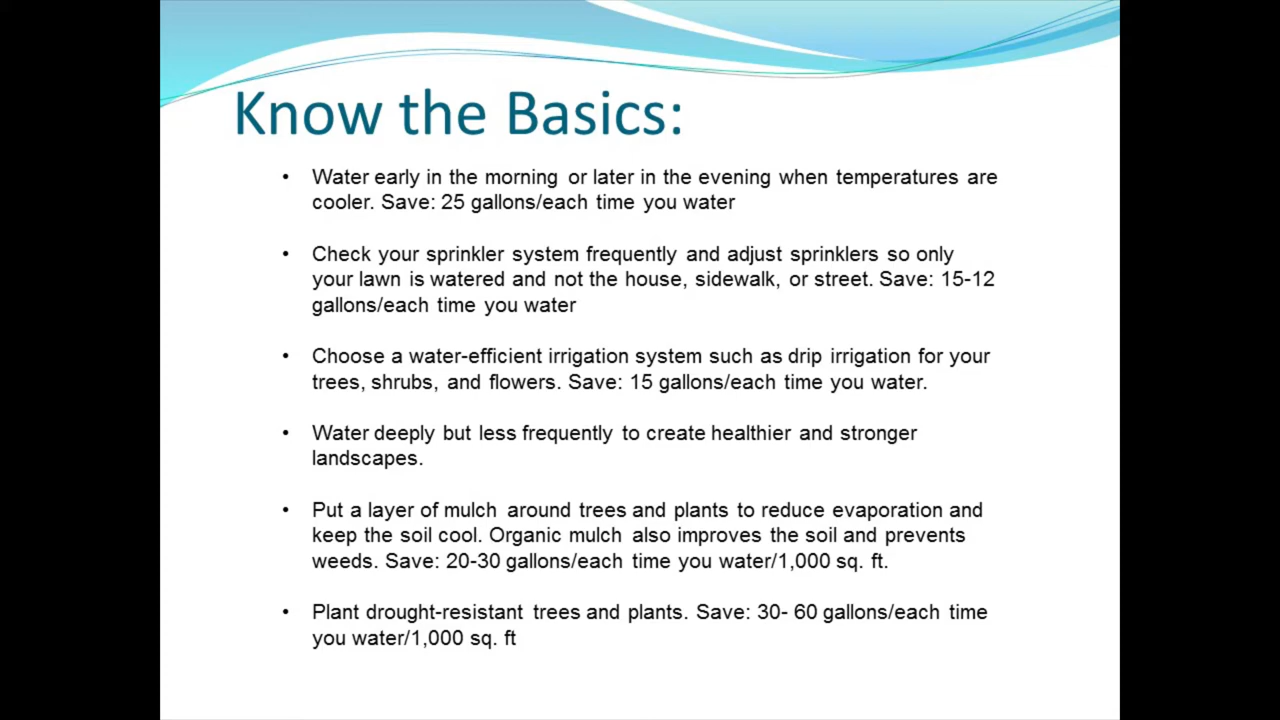 Know the Basics:
• Water early in the morning or later in the evening when temperatures are
cooler. Save: 25 gallons/each time you water
• Check your sprinkler system frequently and adjust sprinklers so only
your lawn is watered and not the house, sidewalk, or street. Save: 15-12
gallons/each time you water
• Choose a water-efficient irrigation system such as drip irrigation for your
trees, shrubs, and flowers. Save: 15 gallons/each time you water.
• Water deeply but less frequently to create healthier and stronger
landscapes.
• Put a layer of mulch around trees and plants to reduce evaporation and
keep the soil cool. Organic mulch also improves the soil and prevents
weeds. Save: 20-30 gallons/each time you water/1,000 sq. ft.
• Plant drought-resistant trees and plants. Save: 30- 60 gallons/each time
you water/1,000 sq. ft